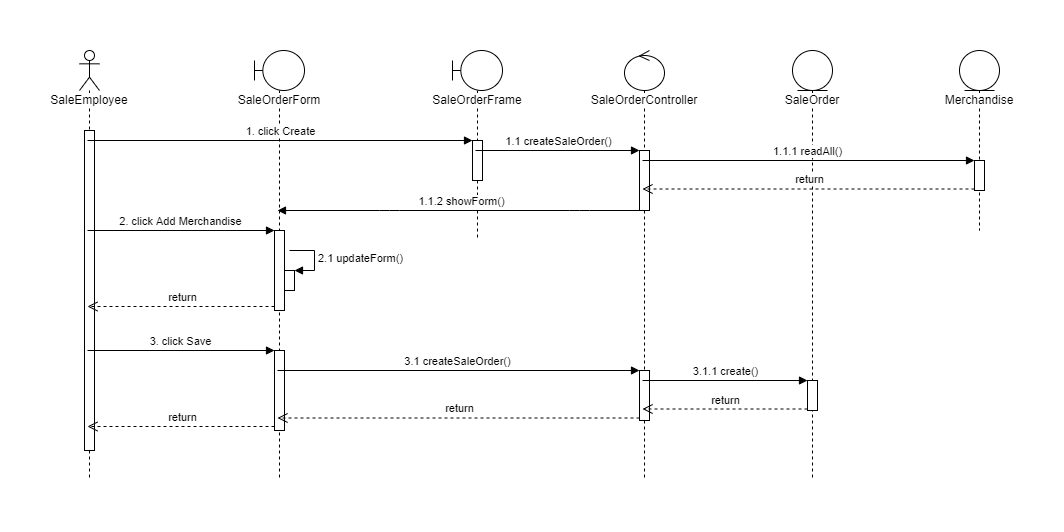 SaleEmployee
SaleOrderForm
SaleOrderFrame
SaleOrderController
SaleOrder
Merchandise
1. click Create
1.1 createSaleOrder()
1.1.1 readAll()
return
1.1.2 showForm()
2. click Add Merchandise
2.1 updateForm()
return
3. click Save
3.1 createSaleOrder()
3.1.1 create()
return
return
return